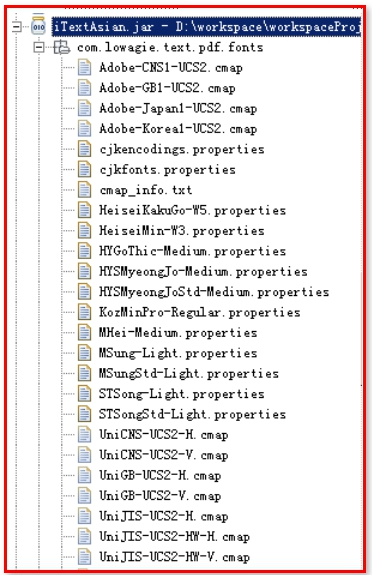 iTextAsian.jar - D:\workspace\workspaceProj
com.lowagie.text.pdf.fonts
Adobe-CNS1-UCS2.cmap
Adobe-GB1-UCS2.cmap
Adobe-Japan1-UCS2.cmap
Adobe-Korea1-UCS2.cmap
cjkencodings.properties
cjkfonts.properties
cmap_info.txt
HeiseiKakuGo-W5.properties
HeiseiMin-W3.properties
HYGoThic-Medium.properties
HYSMyeongJo-Medium.properties
HYSMyeongJoStd-Medium.properties
KozMinPro-Regular.properties
MHei-Medium.properties
MSung-Light.properties
MSungStd-Light.properties
STSong-Light.properties
STSongStd-Light.properties
UniCNS-UCS2-H.cmap
UniCNS-UCS2-V.cmap
UniGB-UCS2-H.cmap
UniGB-UCS2-V.cmap
UniJIS-UCS2-H.cmap
UniJIS-UCS2-HW-H.cmap
UniJIS-UCS2-HW-V.cmap